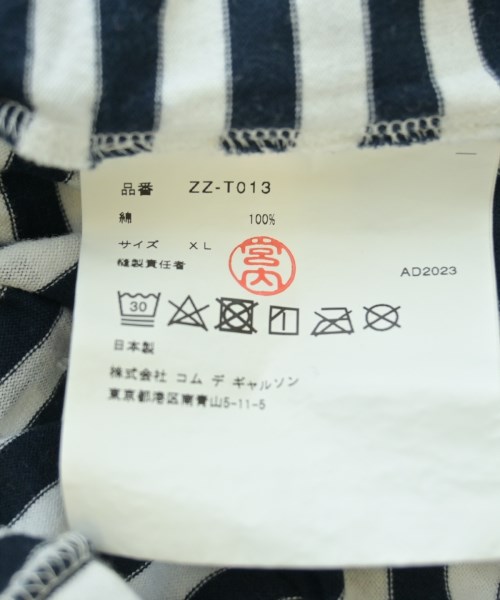 品番 ZZ-T013
綿 100%
サイズ XL
縫製責任者 宮内
AD2023
30
日本製
株式会社 コム デ ギャルソン
東京都港区南青山5-11-5